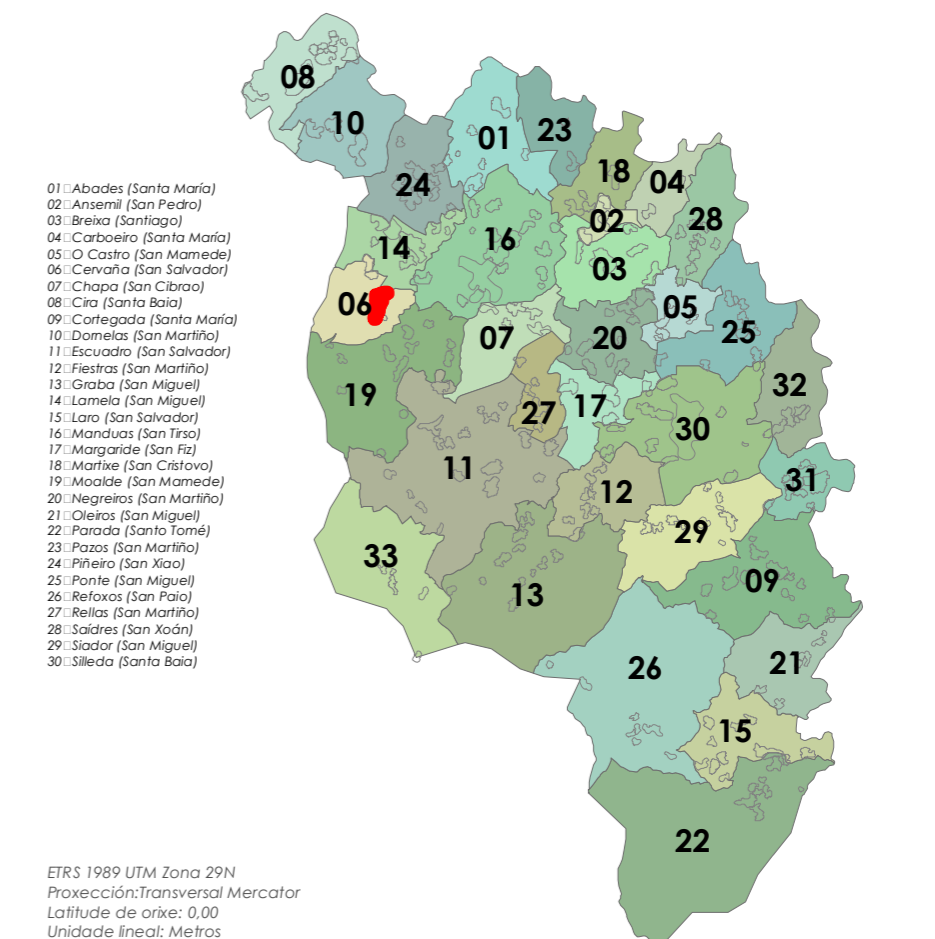 08
10
01
23
18
04
24
02
28
14
16
03
06
05
25
07
20
19
27
17
32
30
11
12
31
29
33
13
09
26
21
15
22
01□Abades (Santa María)
02□Ansemil (San Pedro)
03□Breixa (Santiago)
04□Carboeiro (Santa María)
05□O Castro (San Mamede)
06□Cervaña (San Salvador)
07□Chapa (San Cibrao)
08□Cira (Santa Baia)
09□Cortegada (Santa María)
10□Dornelas (San Martiño)
11□Escuadro (San Salvador)
12□Fiestras (San Martiño)
13□Graba (San Miguel)
14□Lamela (San Miguel)
15□Laro (San Salvador)
16□Manduas (San Tirso)
17□Margaride (San Fiz)
18□Martixe (San Cristovo)
19□Moalde (San Mamede)
20□Negreiros (San Martiño)
21□Oleiros (San Miguel)
22□Parada (Santo Tomé)
23□Pazos (San Martiño)
24□Piñeiro (San Xiao)
25□Ponte (San Miguel)
26□Refoxos (San Paio)
27□Rellas (San Martiño)
28□Saídres (San Xoán)
29□Siador (San Miguel)
30□Silleda (Santa Baia)
ETRS 1989 UTM Zona 29N
Proxección:Transversal Mercator
Latitude de orixe: 0,00
Unidade lineal: Metros